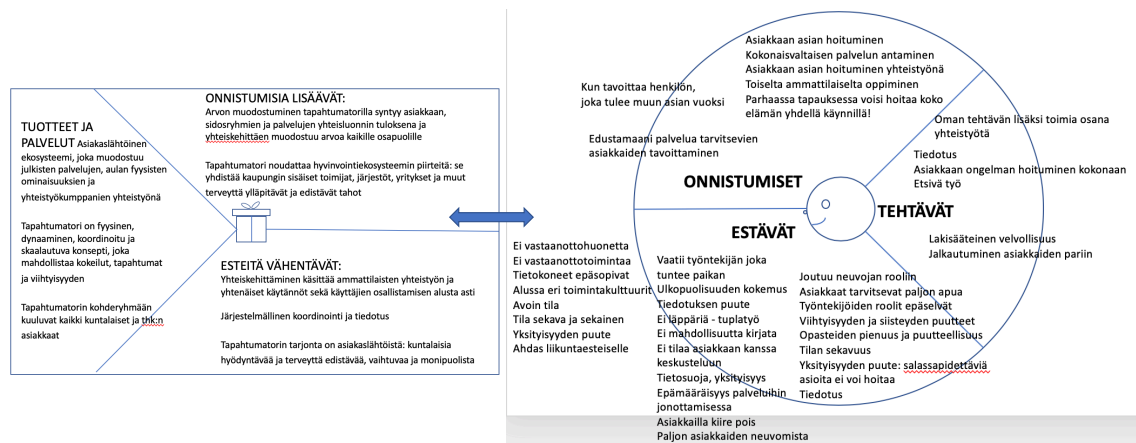 TUOTTEET JA
PALVELUT Asiakaslähtöinen
ekosysteemi, joka muodostuu
julkisten palvelujen, aulan fyysisten
ominaisuuksien ja
yhteistyökumppanien yhteistyönä
Tapahtumatori on fyysinen,
dynaaminen, koordinoitu ja
skaalautuva konsepti, joka
mahdollistaa kokeilut, tapahtumat
ja viihtyisyyden
Tapahtumatorin kohderyhmään
kuuluvat kaikki kuntalaiset ja thk:n
asiakkaat
ONNISTUMISIA LISÄÄVÄT:
Arvon muodostuminen tapahtumatorilla syntyy asiakkaan,
sidosryhmien ja palvelujen yhteisluonnin tuloksena ja
yhteiskehittäen muodostuu arvoa kaikille osapuolille
Tapahtumatori noudattaa hyvinvointiekosysteemin piirteitä: se
yhdistää kaupungin sisäiset toimijat, järjestöt, yritykset ja muut
terveyttä ylläpitävät ja edistävät tahot
ESTEITÄ VÄHENTÄVÄT:
Yhteiskehittäminen käsittää ammattilaisten yhteistyön ja
yhtenäiset käytännöt sekä käyttäjien osallistamisen alusta asti
Järjestelmällinen koordinointi ja tiedotus
Tapahtumatorin tarjonta on asiakaslähtöistä: kuntalaisia
hyödyntävää ja terveyttä edistävää, vaihtuvaa ja monipuolista
Asiakkaan asian hoituminen
Kokonaisvaltaisen palvelun antaminen
Asiakkaan asian hoituminen yhteistyönä
Toiselta ammattilaiselta oppiminen
Parhaassa tapauksessa voisi hoitaa koko
elämän yhdellä käynnillä!
Kun tavoittaa henkilön,
joka tulee muun asian vuoksi
Edustamaani palvelua tarvitsevien
asiakkaiden tavoittaminen
ONNISTUMISET
Oman tehtävän lisäksi toimia osana
yhteistyötä
Tiedotus
Asiakkaan ongelman hoituminen kokonaan
Etsivä työ
TEHTÄVÄT
Lakisääteinen velvollisuus
Jalkautuminen asiakkaiden pariin
ESTÄVÄT
Ei vastaanottohuonetta
Ei vastaanottotoimintaa
Tietokoneet epäsopivat
Alussa eri toimintakulttuurit
Avoin tila
Tila sekava ja sekainen
Yksityisyyden puute
Ahdas liikuntaesteiselle
Vaatii työntekijän joka
tuntee paikan
Ulkopuolisuuden kokemus
Tiedotuksen puute
Ei läppäriä - tuplatyö
Ei mahdollisuutta kirjata
Ei tilaa asiakkaan kanssa
keskusteluun
Tietosuoja, yksityisyys
Epämääräisyys palveluihin
jonottamisessa
Asiakkailla kiire pois
Paljon asiakkaiden neuvomista
Joutuu neuvojan rooliin
Asiakkaat tarvitsevat paljon apua
Työntekijöiden roolit epäselvät
Viihtyisyyden ja siisteyden puutteet
Opasteiden pienuus ja puutteellisuus
Tilan sekavuus
Yksityisyyden puute: salassapidettäviä
asioita ei voi hoitaa
Tiedotus